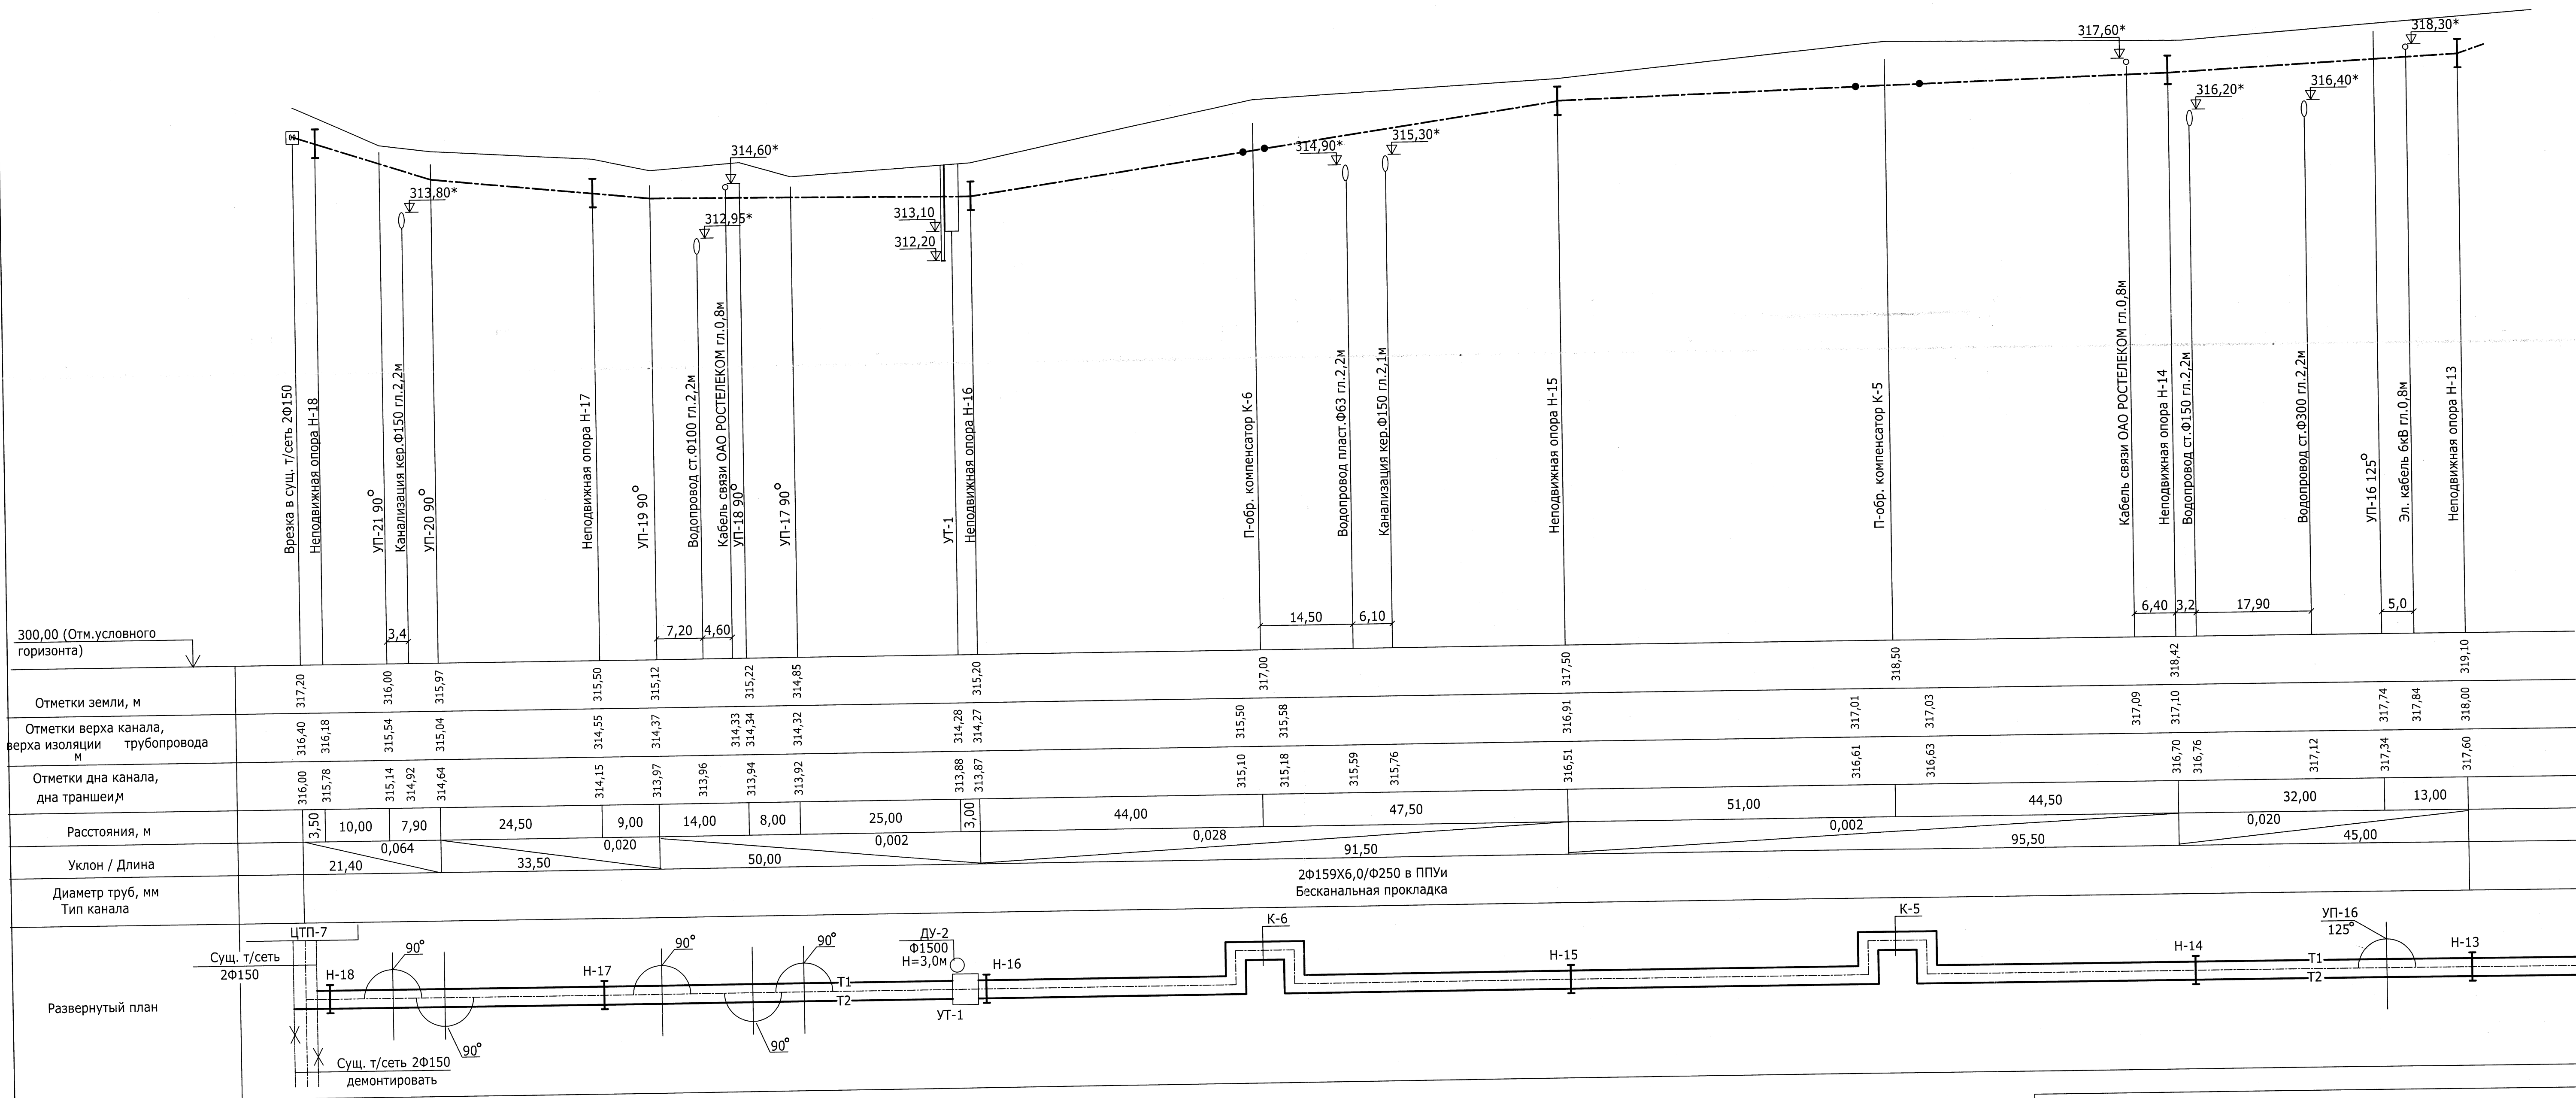 317,60*
318,30*
316,20*
316,40*
314,60*
314,90*
315,30*
313,80*
312,95*
313,10
312,20
Врезка в сущ. т/сеть 2Ф150
Неподвижная опора Н-18
УП-21 90°
Канализация кер.Ф150 гл.2,2м
УП-20 90°
Неподвижная опора Н-17
УП-19 90°
Водопровод ст.Ф100 гл.2,2м
Кабель связи ОАО РОСТЕЛЕКОМ гл.0,8м
УП-18 90°
УП-17 90°
УТ-1
Неподвижная опора Н-16
П-обр. компенсатор К-6
Водопровод пласт.Ф63 гл.2,2м
Канализация кер.Ф150 гл.2,1м
Неподвижная опора Н-15
П-обр. компенсатор К-5
Кабель связи ОАО РОСТЕЛЕКОМ гл.0,8м
Неподвижная опора Н-14
Водопровод ст.Ф150 гл.2,2м
Водопровод ст.Ф300 гл.2,2м
УП-16 125°
Эл. кабель 6кВ гл.0,8м
Неподвижная опора Н-13
3,4 7,20 4,60 14,50 6,10 6,40 3,2 17,90 5,0
300,00 (Отм.условного
горизонта)
Отметки земли, м
317,20 316,00 315,97 315,50 315,12 315,22 314,85 315,20 317,00 317,50 318,50 318,42 319,10
Отметки верха канала,
верха изоляции трубопровода
м
316,40 316,18 315,54 315,04 314,55 314,37 314,33 314,34 314,32 314,28 314,27 315,50 315,58 316,91 317,01 317,03 317,09 317,10 317,74 317,84 318,00
Отметки дна канала,
дна траншеи,м
316,00 315,78 315,14 314,92 314,64 314,15 313,97 313,96 313,94 313,92 313,88 313,87 315,10 315,18 315,59 315,76 316,51 316,61 316,63 316,70 316,76 317,12 317,34 317,60
Расстояния, м
3,50 10,00 7,90 24,50 9,00 14,00 8,00 25,00 3,00 44,00 47,50 51,00 44,50 32,00 13,00
Уклон / Длина
0,064 0,020 0,002 0,028 0,002 0,020
21,40 33,50 50,00 91,50 95,50 45,00
Диаметр труб, мм
Тип канала
2Ф159Х6,0/Ф250 в ППУи
Бесканальная прокладка
Развернутый план
ЦТП-7
Сущ. т/сеть
2Ф150
Н-18
90°
90°
Н-17
90°
90°
90°
Т1
Т2
ДУ-2
Ф1500
Н=3,0м
УТ-1
Н-16
К-6
Н-15
К-5
Н-14
Т1
Т2
УП-16
125°
Н-13
Сущ. т/сеть 2Ф150
демонтировать